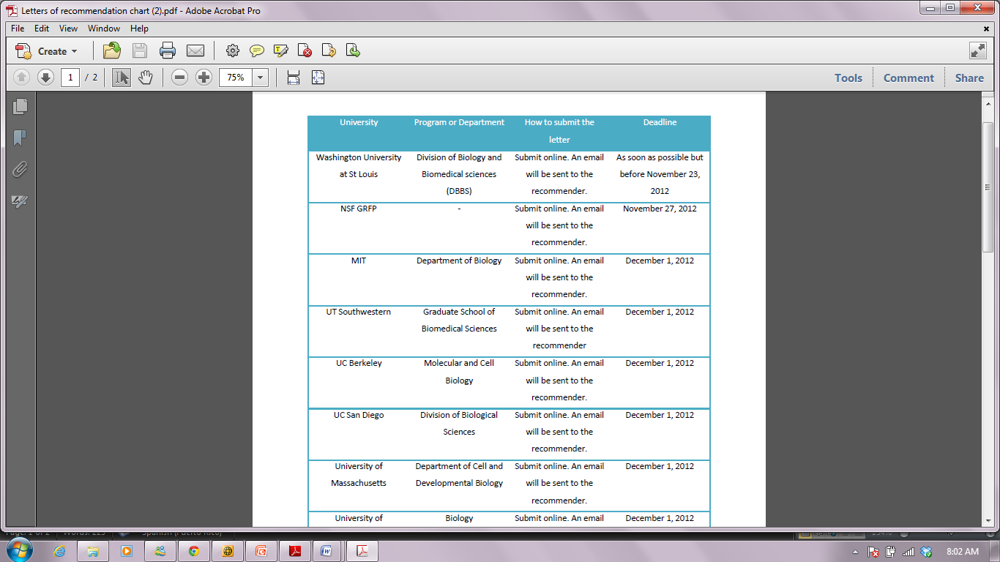 Letters of recommendation chart (2).pdf - Adobe Acrobat Pro
File Edit View Window Help
Create
1 / 2 75% Tools Comment Share
University Program or Department How to submit the letter Deadline
Washington University Division of Biology and Submit online. An email As soon as possible but
at St Louis Biomedical sciences will be sent to the before November 23,
(DBBS) recommender. 2012
NSF GRFP - Submit online. An email November 27, 2012
will be sent to the
recommender.
MIT Department of Biology Submit online. An email December 1, 2012
will be sent to the
recommender.
UT Southwestern Graduate School of Submit online. An email December 1, 2012
Biomedical Sciences will be sent to the
recommender
UC Berkeley Molecular and Cell Submit online. An email December 1, 2012
Biology will be sent to the
recommender.
UC San Diego Division of Biological Submit online. An email December 1, 2012
Sciences will be sent to the
recommender.
University of Department of Cell and Submit online. An email December 1, 2012
Massachusetts Developmental Biology will be sent to the
recommender.
University of Biology Submit online. An email December 1, 2012
Page: 1 of 2 Words: 225 Spanish (Puerto Rico)
8:02 AM